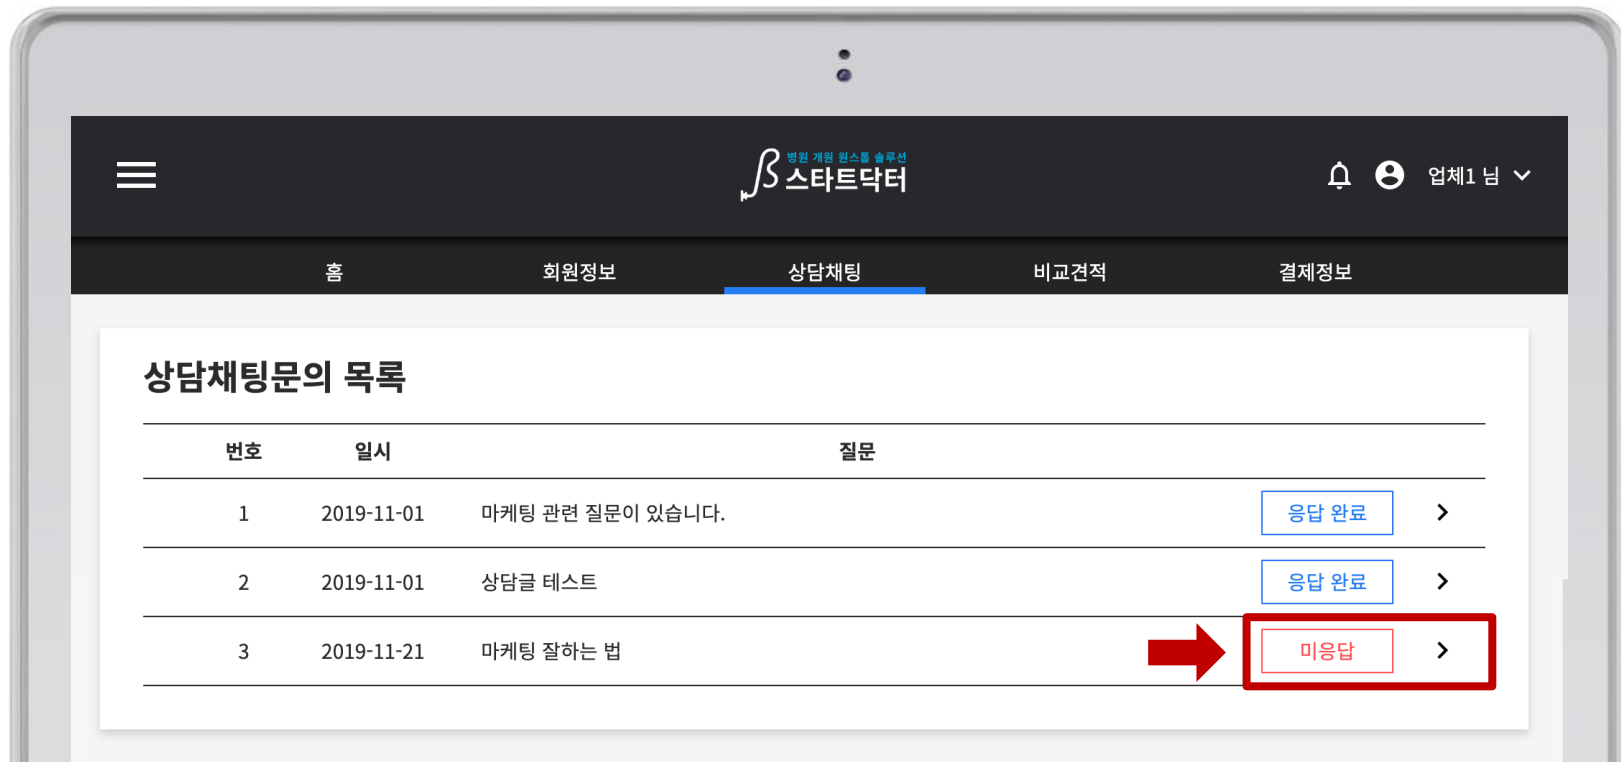 병원 개원 원스톱 솔루션
스타트닥터
업체1 님
홈 회원정보 상담채팅 비교견적 결제정보
상담채팅문의 목록
번호 일시 질문
1 2019-11-01 마케팅 관련 질문이 있습니다. 응답 완료
2 2019-11-01 상담글 테스트 응답 완료
3 2019-11-21 마케팅 잘하는 법 미응답